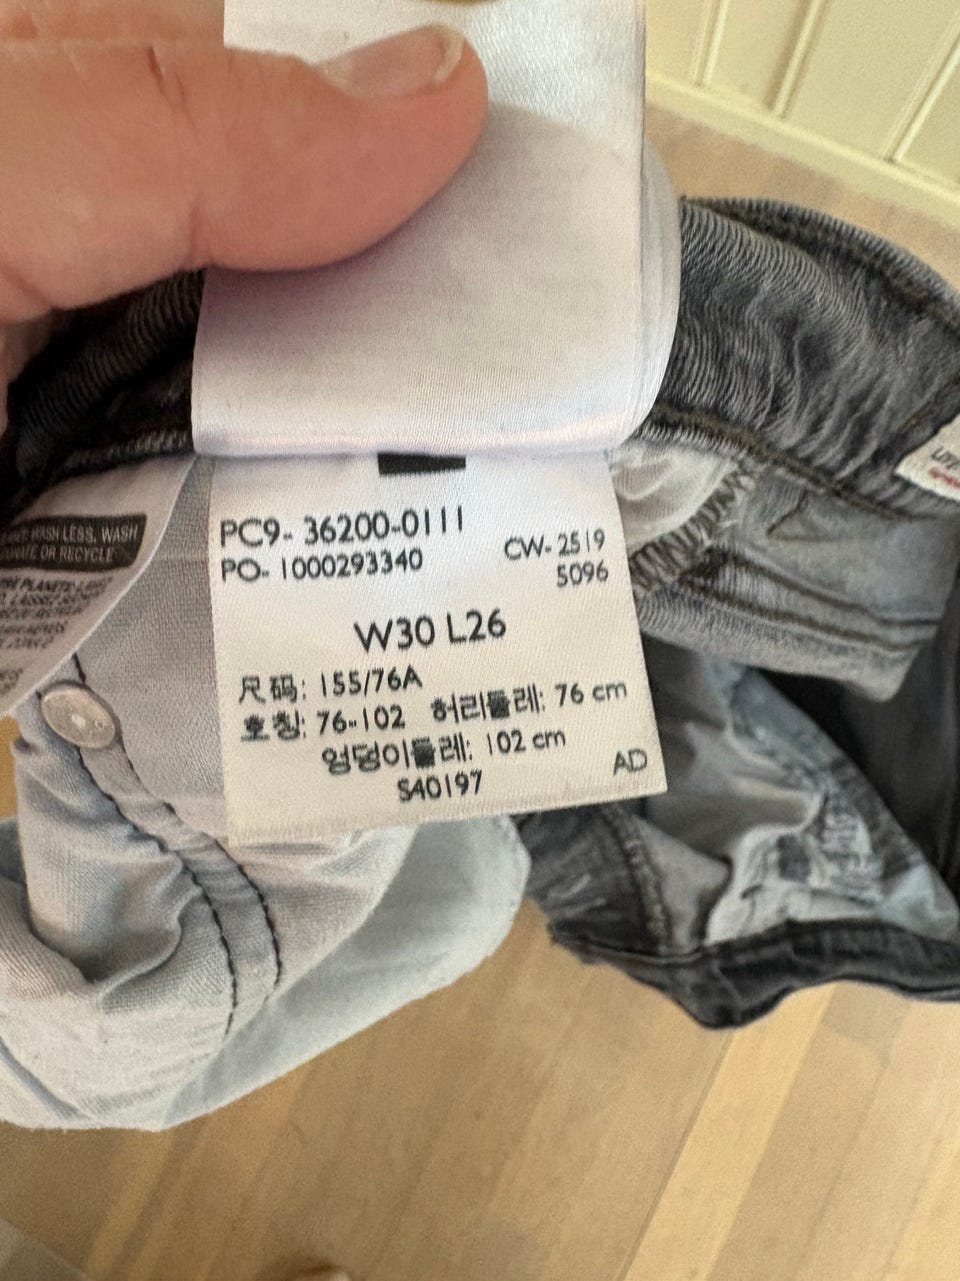 WASH LESS, WASH
OR RECYCLE
PC9- 36200-0111
PO- 1000293340
CW- 2519
5096
W30 L26
尺码: 155/76A
호칭: 76-102 허리둘레: 76 cm
엉덩이둘레: 102 cm
S40197
AD